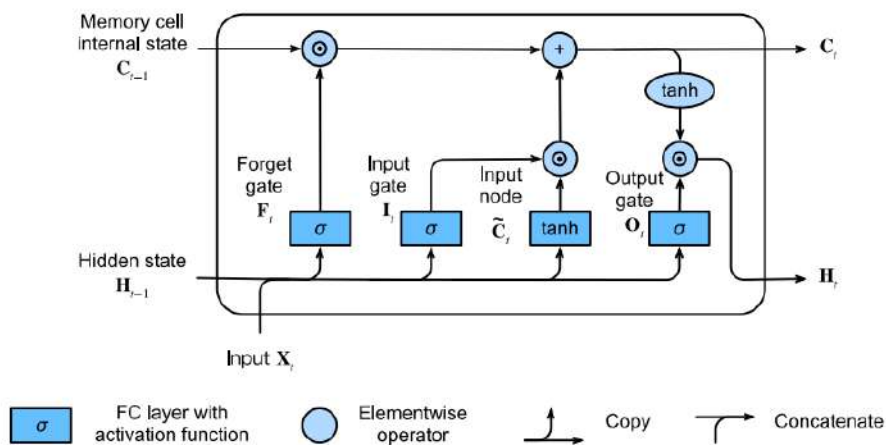 Memory cell
internal state
C_{t−1}
C_t
tanh
Forget
gate
F_t
Input
gate
I_t
Input
node
C̃_t
Output
gate
O_t
σ
σ
tanh
σ
Hidden state
H_{t−1}
H_t
Input X_t
σ
FC layer with
activation function
Elementwise
operator
Copy
Concatenate
+
⊙
⊙
⊙